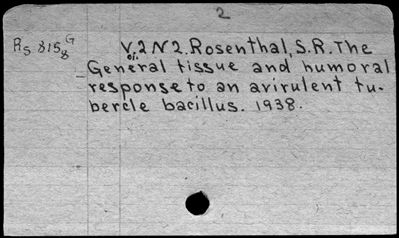 2
Rs 815g G V.2 N2. Rosenthal, S.R. The
General tissue and humoral
response to an avirulent tu-
bercle bacillus. 1938.